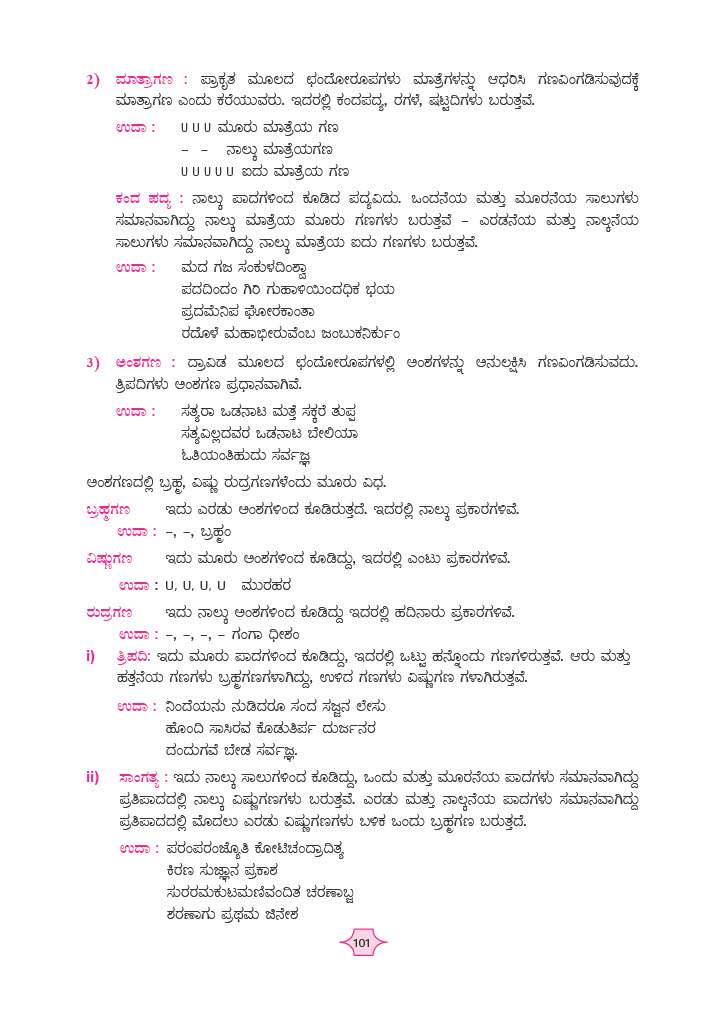 2) ಮಾತ್ರಾಗಣ : ಪ್ರಾಕೃತ ಮೂಲದ ಛಂದೋರೂಪಗಳು ಮಾತ್ರೆಗಳನ್ನು ಆಧರಿಸಿ ಗಣವಿಂಗಡಿಸುವುದಕ್ಕೆ
ಮಾತ್ರಾಗಣ ಎಂದು ಕರೆಯುವರು. ಇದರಲ್ಲಿ ಕಂದಪದ್ಯ, ರಗಳೆ, ಷಟ್ಪದಿಗಳು ಬರುತ್ತವೆ.
ಉದಾ : U U U ಮೂರು ಮಾತ್ರೆಯ ಗಣ
– – ನಾಲ್ಕು ಮಾತ್ರೆಯಗಣ
U U U U U ಐದು ಮಾತ್ರೆಯ ಗಣ
ಕಂದ ಪದ್ಯ : ನಾಲ್ಕು ಪಾದಗಳಿಂದ ಕೂಡಿದ ಪದ್ಯವಿದು. ಒಂದನೆಯ ಮತ್ತು ಮೂರನೆಯ ಸಾಲುಗಳು
ಸಮಾನವಾಗಿದ್ದು ನಾಲ್ಕು ಮಾತ್ರೆಯ ಮೂರು ಗಣಗಳು ಬರುತ್ತವೆ – ಎರಡನೆಯ ಮತ್ತು ನಾಲ್ಕನೆಯ
ಸಾಲುಗಳು ಸಮಾನವಾಗಿದ್ದು ನಾಲ್ಕು ಮಾತ್ರೆಯ ಐದು ಗಣಗಳು ಬರುತ್ತವೆ.
ಉದಾ : ಮದ ಗಜ ಸಂಕುಳದಿಂಶ್ವಾ
ಪದದಿಂದಂ ಗಿರಿ ಗುಹಾಳಿಯಿಂದಧಿಕ ಭಯ
ಪ್ರದಮೆನಿಪ ಘೋರಕಾಂತಾ
ರದೊಳೆ ಮಹಾಭೀರುವೆಂಬ ಜಂಬುಕನಿರ್ಕುಂ
3) ಅಂಶಗಣ : ದ್ರಾವಿಡ ಮೂಲದ ಛಂದೋರೂಪಗಳಲ್ಲಿ ಅಂಶಗಳನ್ನು ಅನುಲಕ್ಷಿಸಿ ಗಣವಿಂಗಡಿಸುವದು.
ತ್ರಿಪದಿಗಳು ಅಂಶಗಣ ಪ್ರಧಾನವಾಗಿವೆ.
ಉದಾ : ಸತ್ಯರಾ ಒಡನಾಟ ಮತ್ತೆ ಸಕ್ಕರೆ ತುಪ್ಪ
ಸತ್ಯವಿಲ್ಲದವರ ಒಡನಾಟ ಬೇಲಿಯಾ
ಓತಿಯಂತಿಹುದು ಸರ್ವಜ್ಞ
ಅಂಶಗಣದಲ್ಲಿ ಬ್ರಹ್ಮ, ವಿಷ್ಣು ರುದ್ರಗಣಗಳೆಂದು ಮೂರು ವಿಧ.
ಬ್ರಹ್ಮಗಣ ಇದು ಎರಡು ಅಂಶಗಳಿಂದ ಕೂಡಿರುತ್ತದೆ. ಇದರಲ್ಲಿ ನಾಲ್ಕು ಪ್ರಕಾರಗಳಿವೆ.
ಉದಾ : –, –, ಬ್ರಹ್ಮಂ
ವಿಷ್ಣುಗಣ ಇದು ಮೂರು ಅಂಶಗಳಿಂದ ಕೂಡಿದ್ದು, ಇದರಲ್ಲಿ ಎಂಟು ಪ್ರಕಾರಗಳಿವೆ.
ಉದಾ : U, U, U, U ಮುರಹರ
ರುದ್ರಗಣ ಇದು ನಾಲ್ಕು ಅಂಶಗಳಿಂದ ಕೂಡಿದ್ದು ಇದರಲ್ಲಿ ಹದಿನಾರು ಪ್ರಕಾರಗಳಿವೆ.
ಉದಾ : –, –, –, – ಗಂಗಾ ಧೀಶಂ
i) ತ್ರಿಪದಿ: ಇದು ಮೂರು ಪಾದಗಳಿಂದ ಕೂಡಿದ್ದು, ಇದರಲ್ಲಿ ಒಟ್ಟು ಹನ್ನೊಂದು ಗಣಗಳಿರುತ್ತವೆ. ಆರು ಮತ್ತು
ಹತ್ತನೆಯ ಗಣಗಳು ಬ್ರಹ್ಮಗಣಗಳಾಗಿದ್ದು, ಉಳಿದ ಗಣಗಳು ವಿಷ್ಣುಗಣ ಗಳಾಗಿರುತ್ತವೆ.
ಉದಾ : ನಿಂದೆಯನು ನುಡಿದರೂ ಸಂದ ಸಜ್ಜನ ಲೇಸು
ಹೊಂದಿ ಸಾಸಿರವ ಕೊಡುತಿರ್ಪ ದುರ್ಜನರ
ದಂದುಗವೆ ಬೇಡ ಸರ್ವಜ್ಞ.
ii) ಸಾಂಗತ್ಯ : ಇದು ನಾಲ್ಕು ಸಾಲುಗಳಿಂದ ಕೂಡಿದ್ದು, ಒಂದು ಮತ್ತು ಮೂರನೆಯ ಪಾದಗಳು ಸಮಾನವಾಗಿದ್ದು
ಪ್ರತಿಪಾದದಲ್ಲಿ ನಾಲ್ಕು ವಿಷ್ಣುಗಣಗಳು ಬರುತ್ತವೆ. ಎರಡು ಮತ್ತು ನಾಲ್ಕನೆಯ ಪಾದಗಳು ಸಮಾನವಾಗಿದ್ದು
ಪ್ರತಿಪಾದದಲ್ಲಿ ಮೊದಲು ಎರಡು ವಿಷ್ಣುಗಣಗಳು ಬಳಿಕ ಒಂದು ಬ್ರಹ್ಮಗಣ ಬರುತ್ತದೆ.
ಉದಾ : ಪರಂಪರಂಜ್ಯೋತಿ ಕೋಟಿಚಂದ್ರಾದಿತ್ಯ
ಕಿರಣ ಸುಜ್ಞಾನ ಪ್ರಕಾಶ
ಸುರರಮಕುಟಮಣಿವಂದಿತ ಚರಣಾಬ್ಜ
ಶರಣಾಗು ಪ್ರಥಮ ಜಿನೇಶ
101